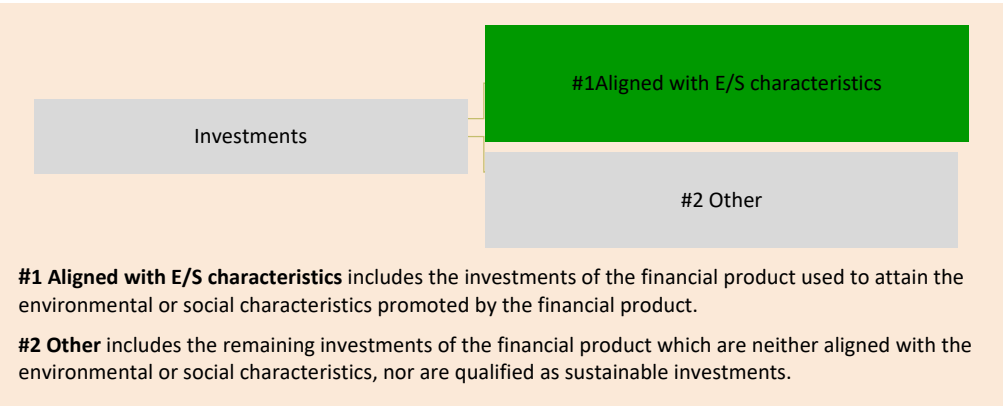 #1Aligned with E/S characteristics
Investments
#2 Other
#1 Aligned with E/S characteristics includes the investments of the financial product used to attain the
environmental or social characteristics promoted by the financial product.
#2 Other includes the remaining investments of the financial product which are neither aligned with the
environmental or social characteristics, nor are qualified as sustainable investments.